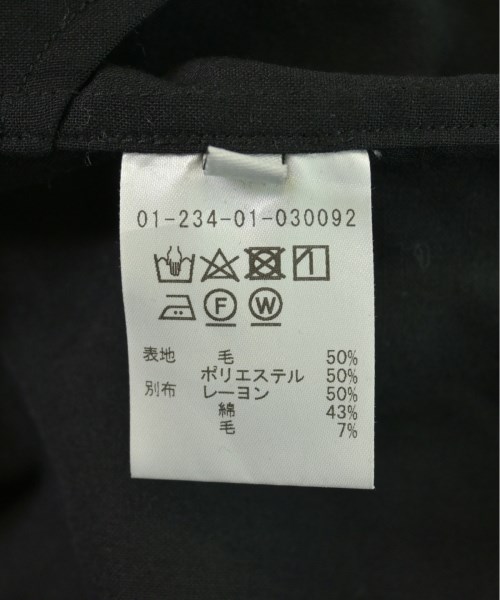 01-234-01-030092
F W
表地 毛 50%
ポリエステル 50%
別布 レーヨン 50%
綿 43%
毛 7%